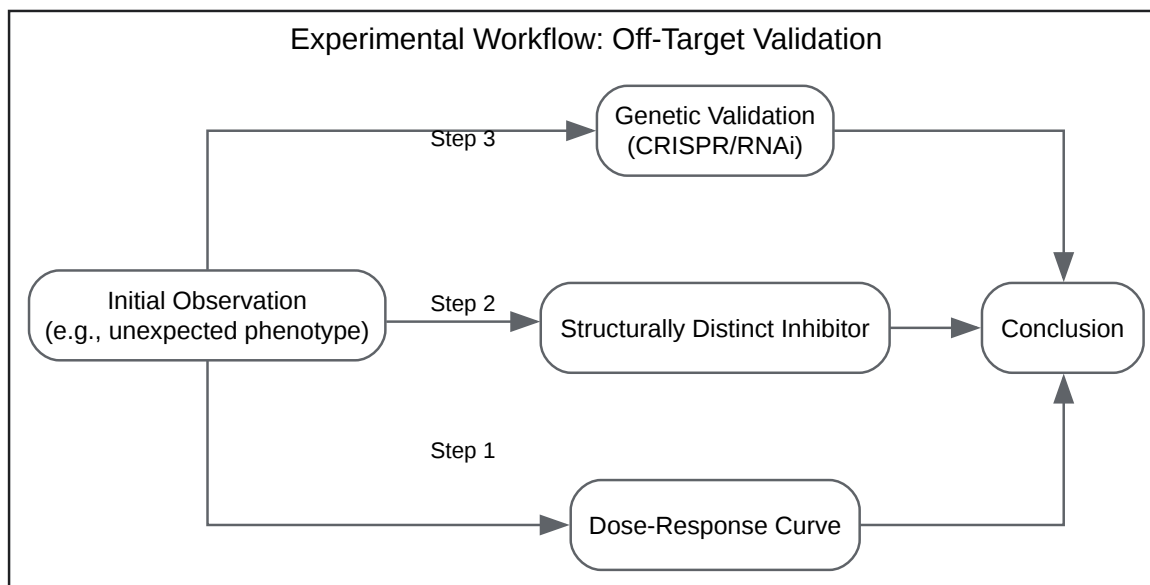 Experimental Workflow: Off-Target Validation
Genetic Validation
(CRISPR/RNAi)
Step 3
Initial Observation
(e.g., unexpected phenotype)
Step 2
Structurally Distinct Inhibitor
Conclusion
Step 1
Dose-Response Curve